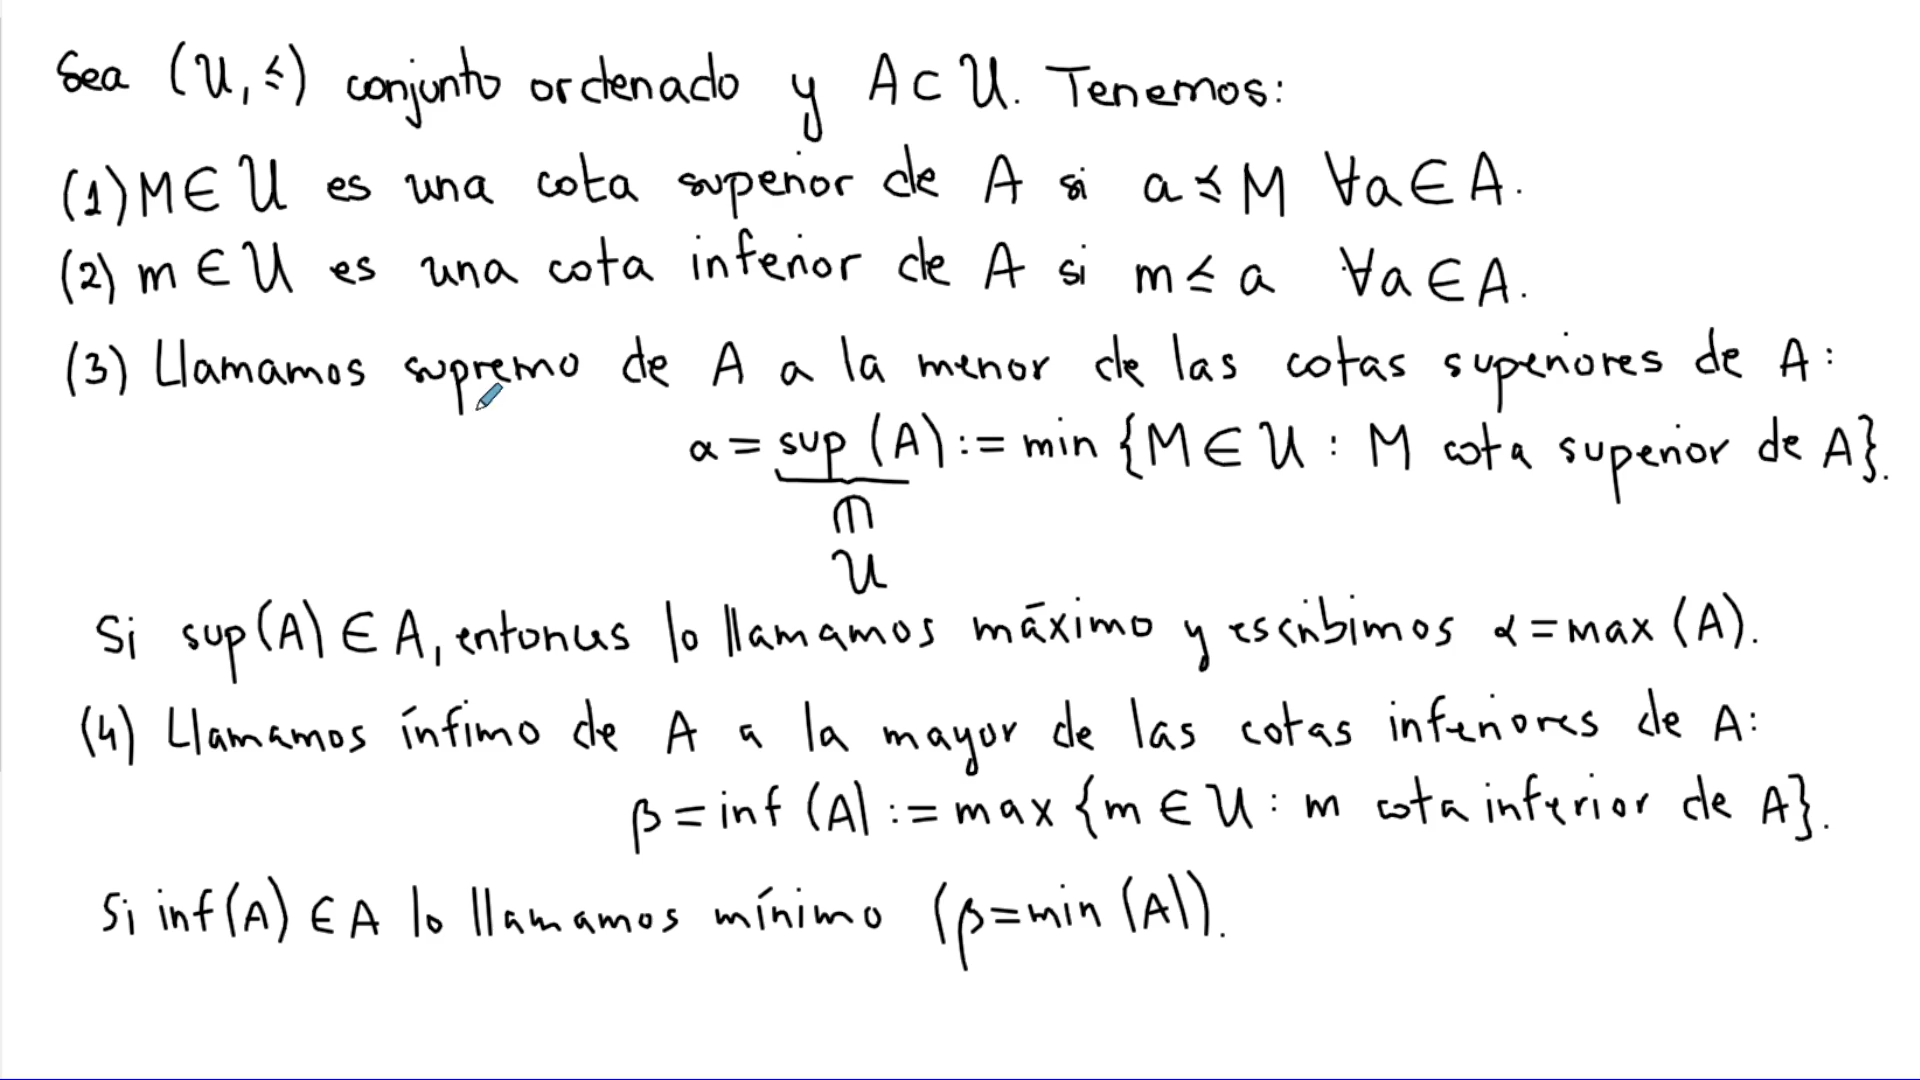 Sea (U, ≤) conjunto ordenado y A ⊂ U. Tenemos:
(1) M ∈ U es una cota superior de A si a ≤ M ∀a ∈ A.
(2) m ∈ U es una cota inferior de A si m ≤ a ∀a ∈ A.
(3) Llamamos supremo de A a la menor de las cotas superiores de A:
α = sup (A) := min {M ∈ U : M cota superior de A}.
∈
U
Si sup(A) ∈ A, entonces lo llamamos máximo y escribimos α = max (A).
(4) Llamamos ínfimo de A a la mayor de las cotas inferiores de A:
β = inf (A) := max {m ∈ U : m cota inferior de A}.
Si inf(A) ∈ A lo llamamos mínimo (β = min (A)).